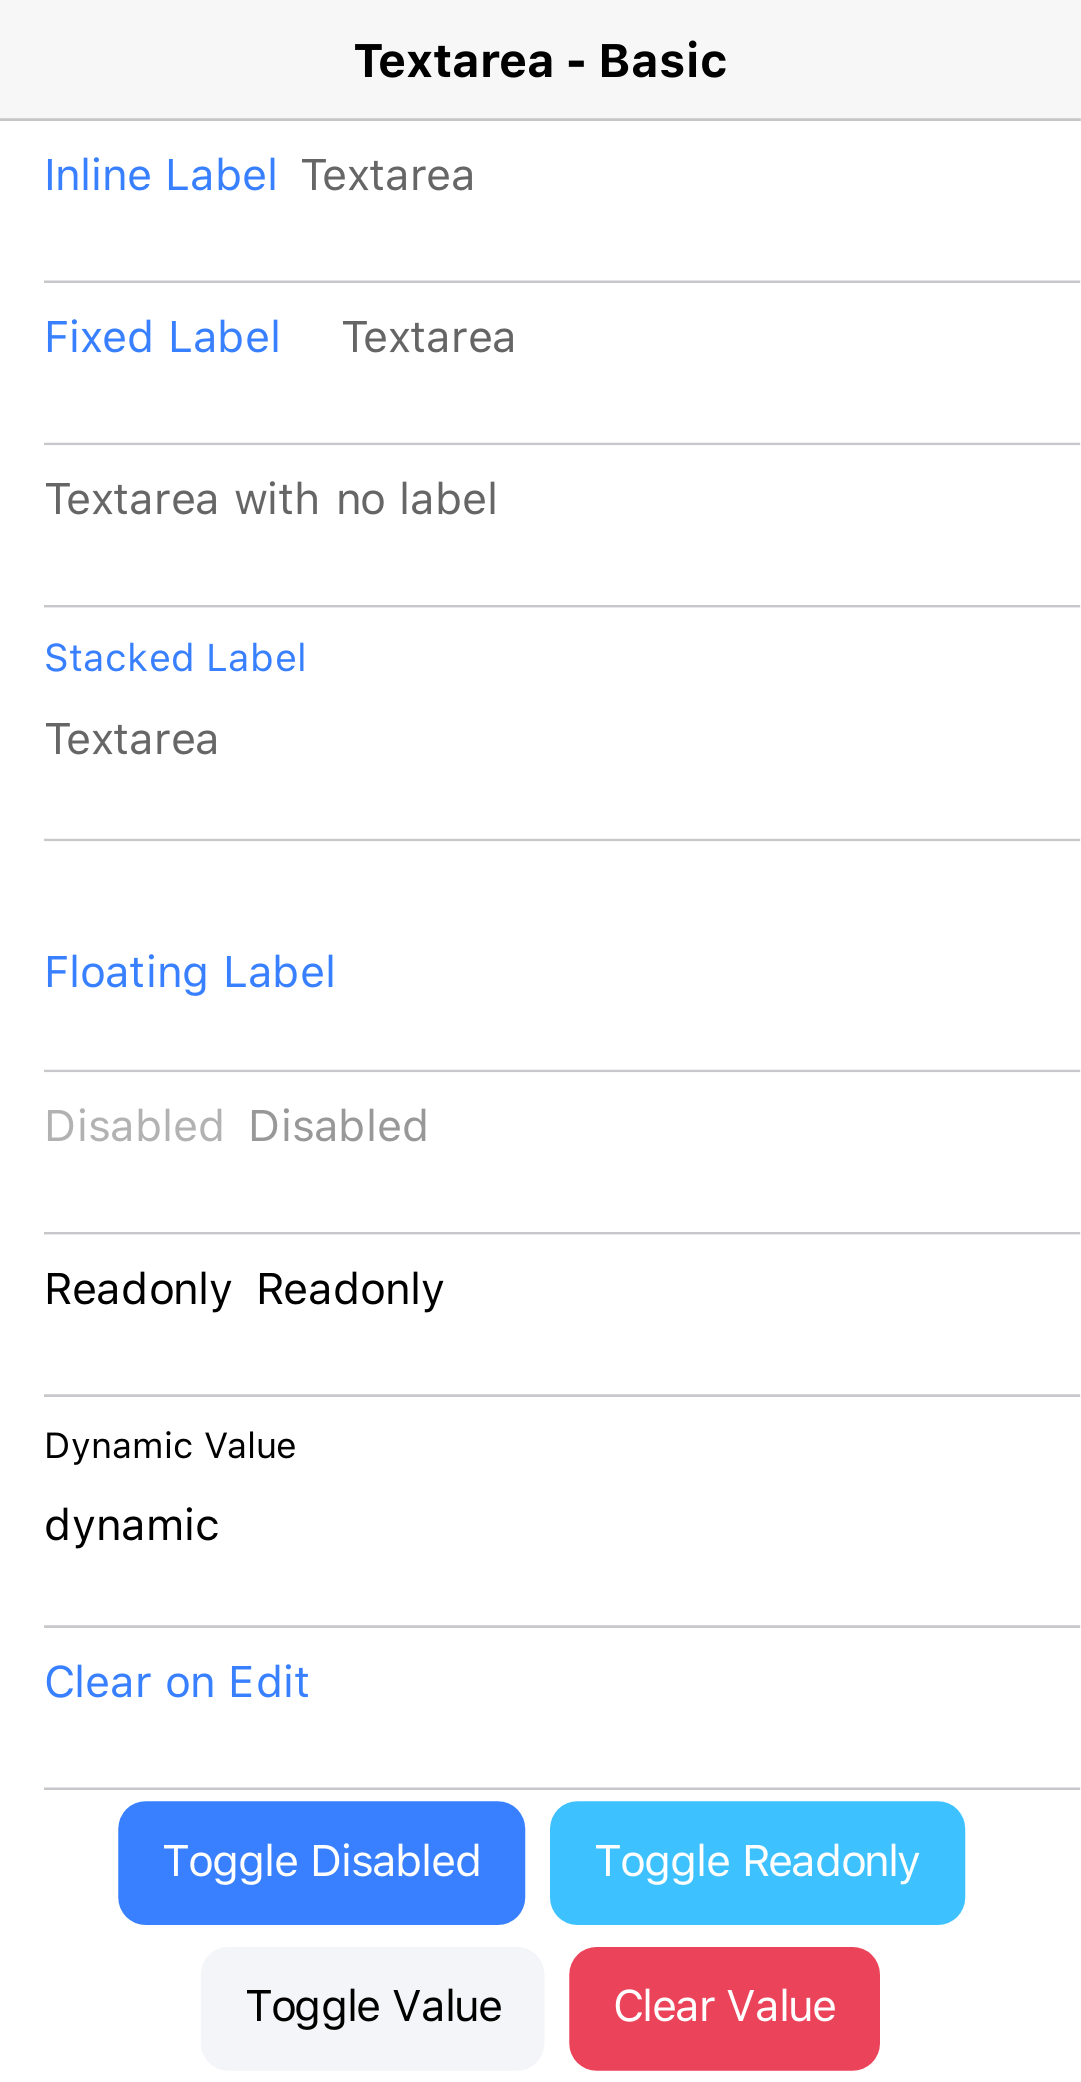 Textarea - Basic
Inline Label Textarea
Fixed Label Textarea
Textarea with no label
Stacked Label
Textarea
Floating Label
Disabled Disabled
Readonly Readonly
Dynamic Value
dynamic
Clear on Edit
Toggle Disabled Toggle Readonly
Toggle Value Clear Value